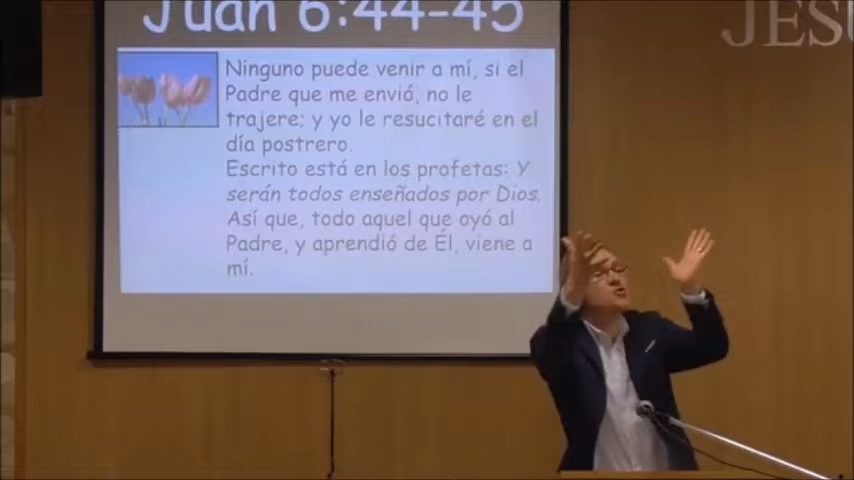 Juan 6:44-45
JESU
Ninguno puede venir a mí, si el
Padre que me envió, no le
trajere; y yo le resucitaré en el
día postrero.
Escrito está en los profetas: Y
serán todos enseñados por Dios.
Así que, todo aquel que oyó al
Padre, y aprendió de Él, viene a
mí.